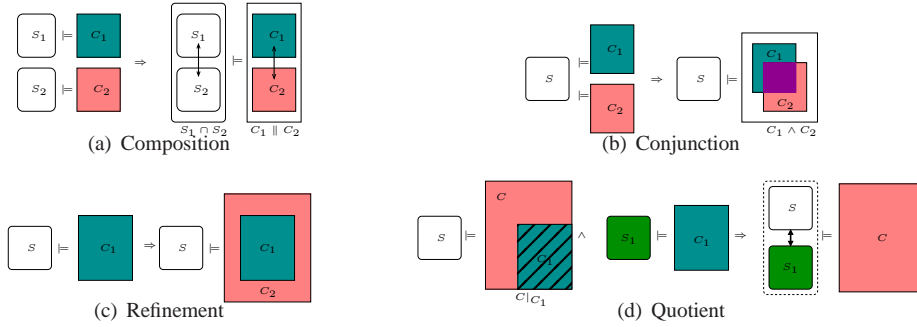 S₁ ⊨ C₁
S₂ ⊨ C₂
⇒
S₁
S₂
S₁ ∩ S₂
⊨
C₁
C₂
C₁ ∥ C₂
(a) Composition
S ⊨ C₁
⊨ C₂
⇒
S ⊨
C₁
C₂
C₁ ∧ C₂
(b) Conjunction
S ⊨ C₁ ⇒ S ⊨ C₁
C₂
(c) Refinement
S ⊨
C
C₁
C|C₁
∧
S₁ ⊨ C₁
⇒
S
S₁
⊨ C
(d) Quotient